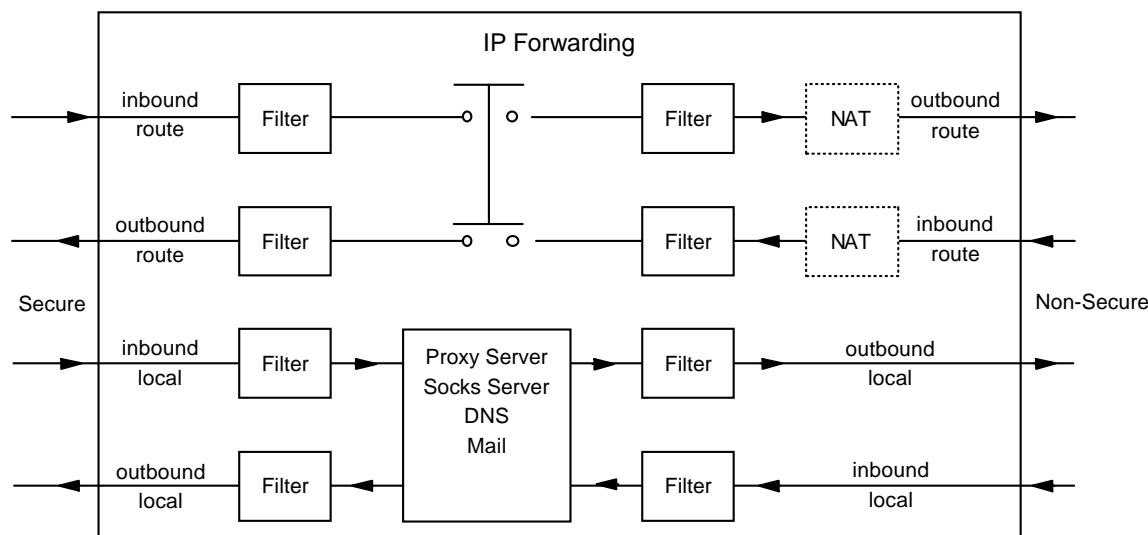 IP Forwarding
inbound
route
Filter
Filter
NAT
outbound
route
outbound
route
Filter
Filter
NAT
inbound
route
Secure
Non-Secure
inbound
local
Filter
Proxy Server
Socks Server
DNS
Mail
Filter
outbound
local
outbound
local
Filter
Filter
inbound
local